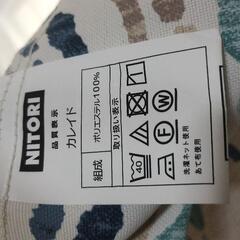 NITORI
品質表示
カレイド
組成
ポリエステル100%
取り扱い表示
40
F
W
洗濯ネット使用
あて布使用